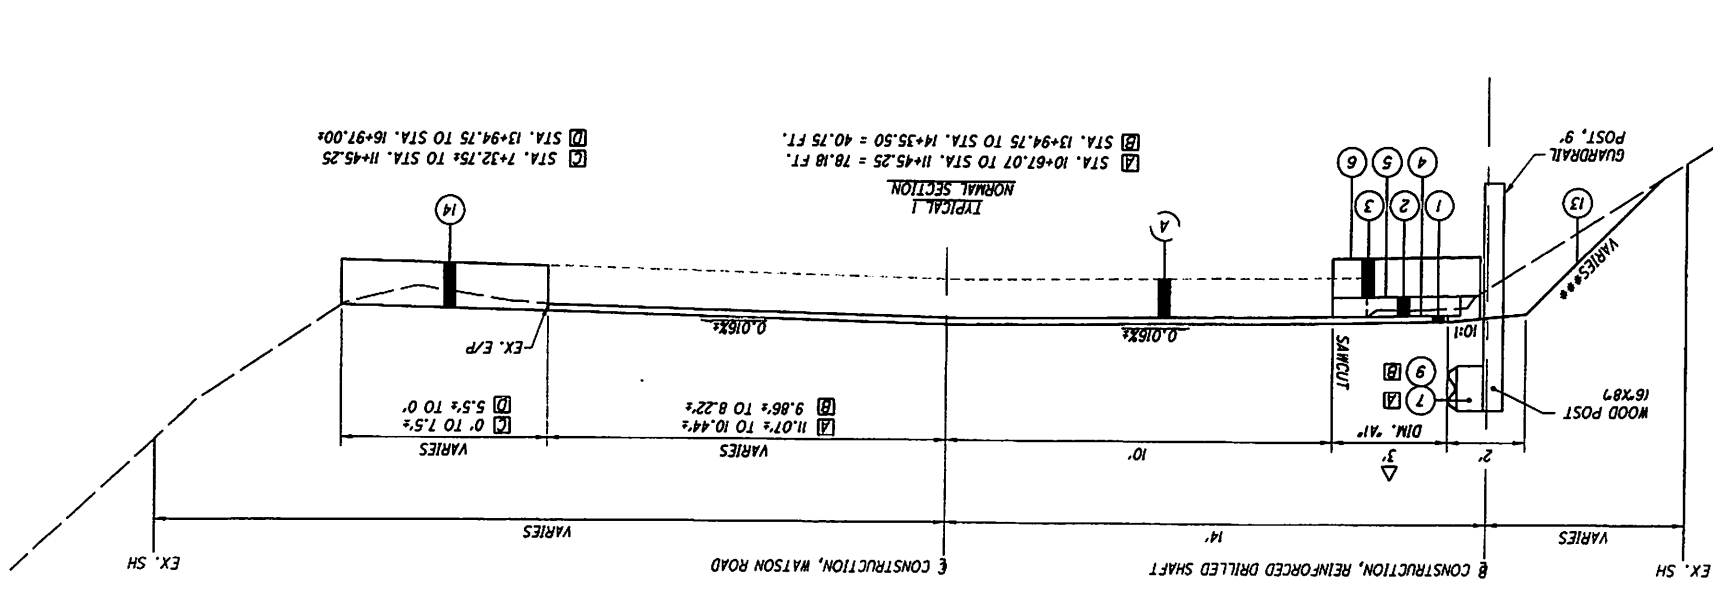 EX. SH
B CONSTRUCTION, REINFORCED DRILLED SHAFT
℄ CONSTRUCTION, WATSON ROAD
EX. SH
VARIES
14'
VARIES
2'
3'
DIM. "A1"
10'
VARIES
VARIES
A 11.07'± TO 10.44'±
B 9.86'± TO 8.22'±
C 0' TO 7.5'±
D 5.5'± TO 0'
WOOD POST
(6"X8")
7 A
9 B
SAWCUT
EX. E/P
10:1
0.016%±
0.016%±
VARIES***
13
1
2
3
4
5
6
A
14
GUARDRAIL
POST, 9'
TYPICAL 1
NORMAL SECTION
A STA. 10+67.07 TO STA. 11+45.25 = 78.18 FT.
B STA. 13+94.75 TO STA. 14+35.50 = 40.75 FT.
C STA. 7+32.75± TO STA. 11+45.25
D STA. 13+94.75 TO STA. 16+97.00±